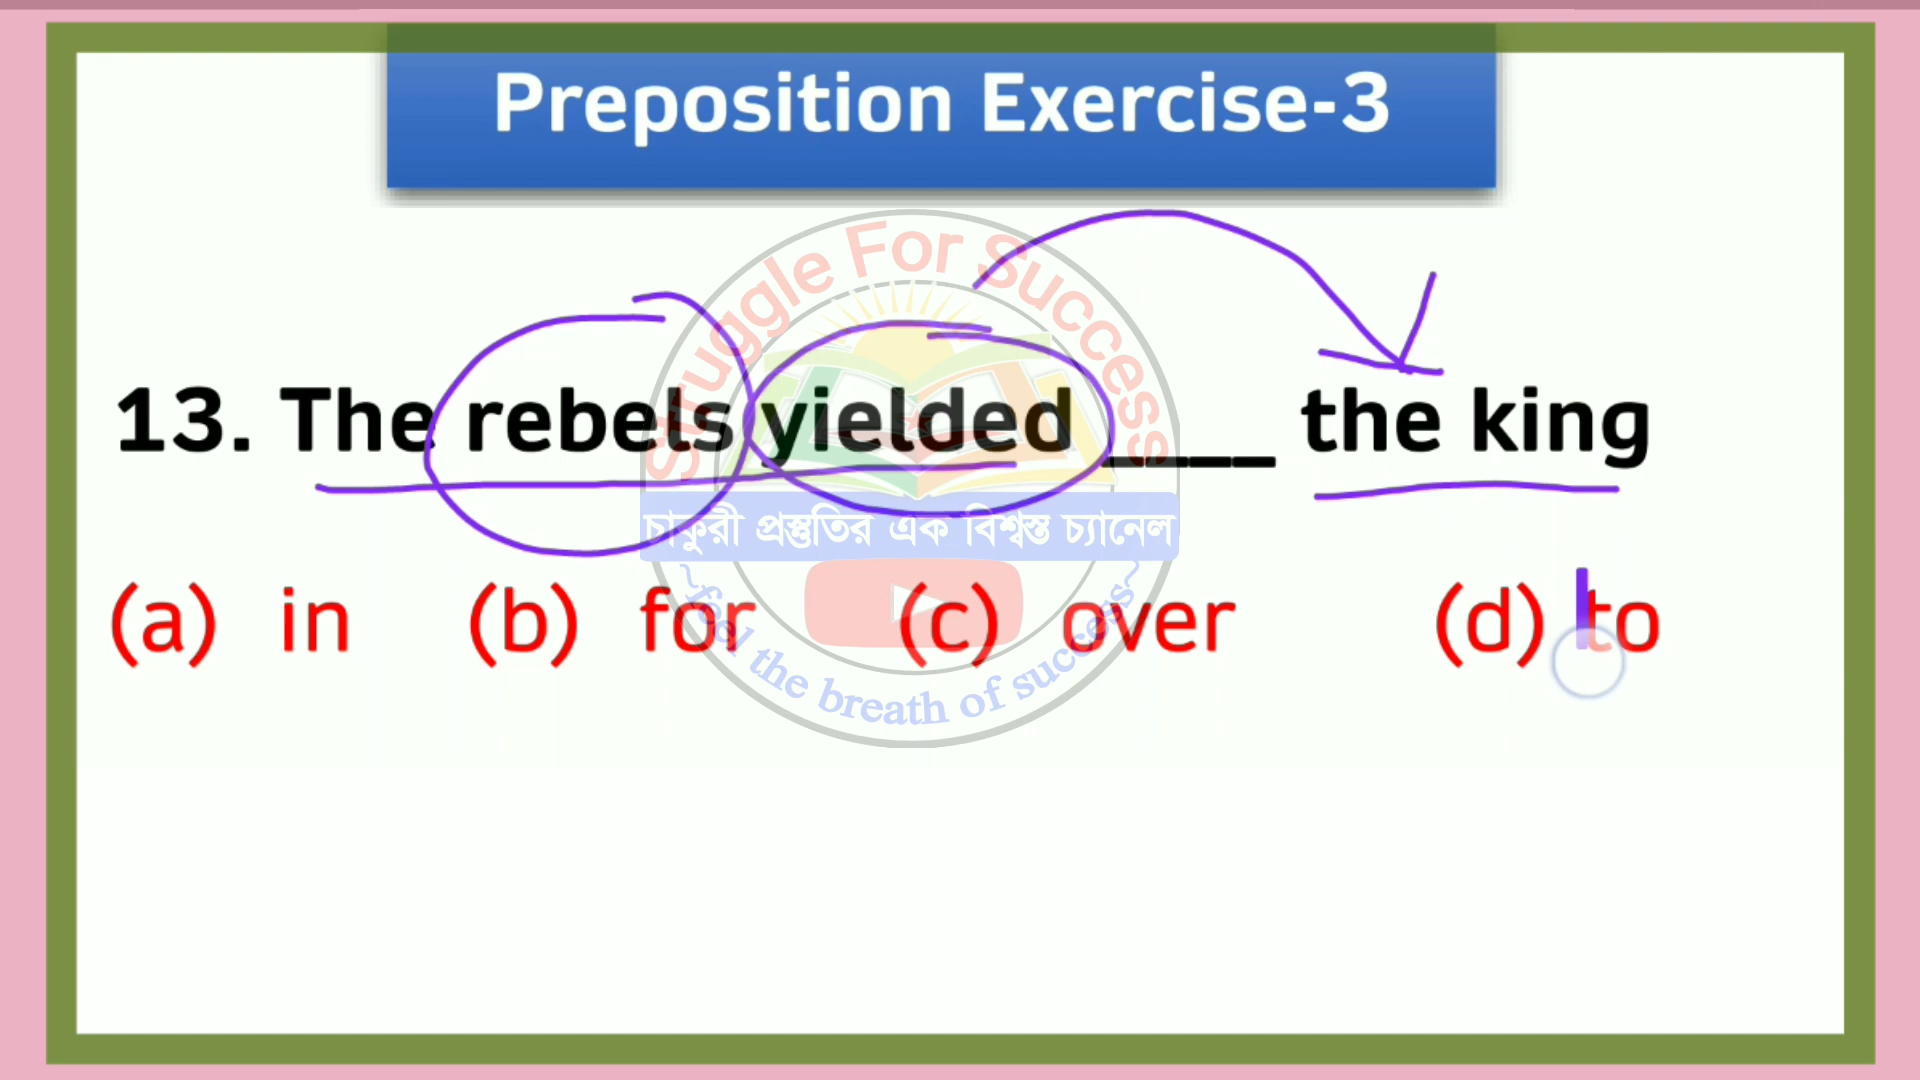 Preposition Exercise-3
Struggle For Success
13. The rebels yielded ____ the king
চাকুরী প্রস্তুতির এক বিশ্বস্ত চ্যানেল
(a) in (b) for (c) over (d) to
~feel the breath of success~